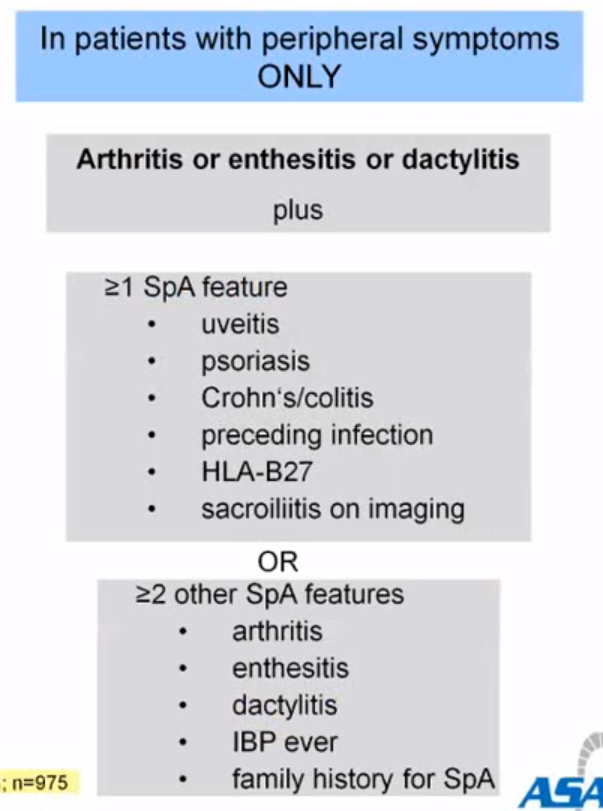 In patients with peripheral symptoms
ONLY
Arthritis or enthesitis or dactylitis
plus
≥1 SpA feature
• uveitis
• psoriasis
• Crohn‘s/colitis
• preceding infection
• HLA-B27
• sacroiliitis on imaging
OR
≥2 other SpA features
• arthritis
• enthesitis
• dactylitis
• IBP ever
• family history for SpA
; n=975
ASA